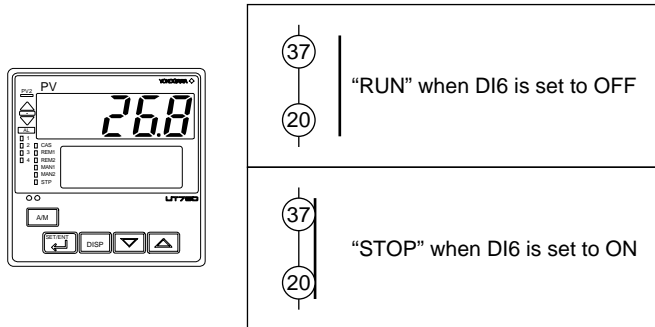 PV2
PV
YOKOGAWA
26.8
AL
1
2 CAS
3 REM1
4 REM2
MAN1
MAN2
STP
UT750
A/M
SET/ENT
DISP
37
20
“RUN” when DI6 is set to OFF
37
20
“STOP” when DI6 is set to ON